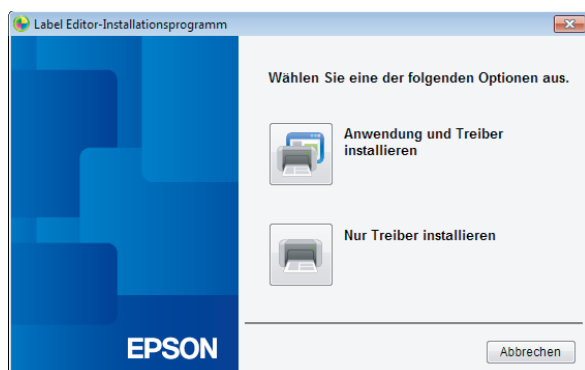 Label Editor-Installationsprogramm
Wählen Sie eine der folgenden Optionen aus.
Anwendung und Treiber
installieren
Nur Treiber installieren
EPSON
Abbrechen